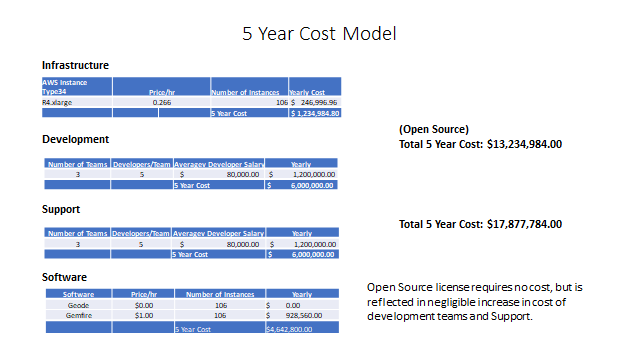 5 Year Cost Model
Infrastructure
AWS Instance
Type34 Price/hr Number of Instances Yearly Cost
R4.xlarge 0.266 106 $ 246,996.96
5 Year Cost $ 1,234,984.80
(Open Source)
Total 5 Year Cost: $13,234,984.00
Development
Number of Teams Developers/Team Averagev Developer Salary Yearly
3 5 $ 80,000.00 $ 1,200,000.00
5 Year Cost $ 6,000,000.00
Support
Number of Teams Developers/Team Averagev Developer Salary Yearly
3 5 $ 80,000.00 $ 1,200,000.00
5 Year Cost $ 6,000,000.00
Total 5 Year Cost: $17,877,784.00
Software
Software Price/hr Number of Instances Yearly
Geode $0.00 106 $ 0.00
Gemfire $1.00 106 $ 928,560.00
5 Year Cost $4,642,800.00
Open Source license requires no cost, but is
reflected in negligible increase in cost of
development teams and Support.